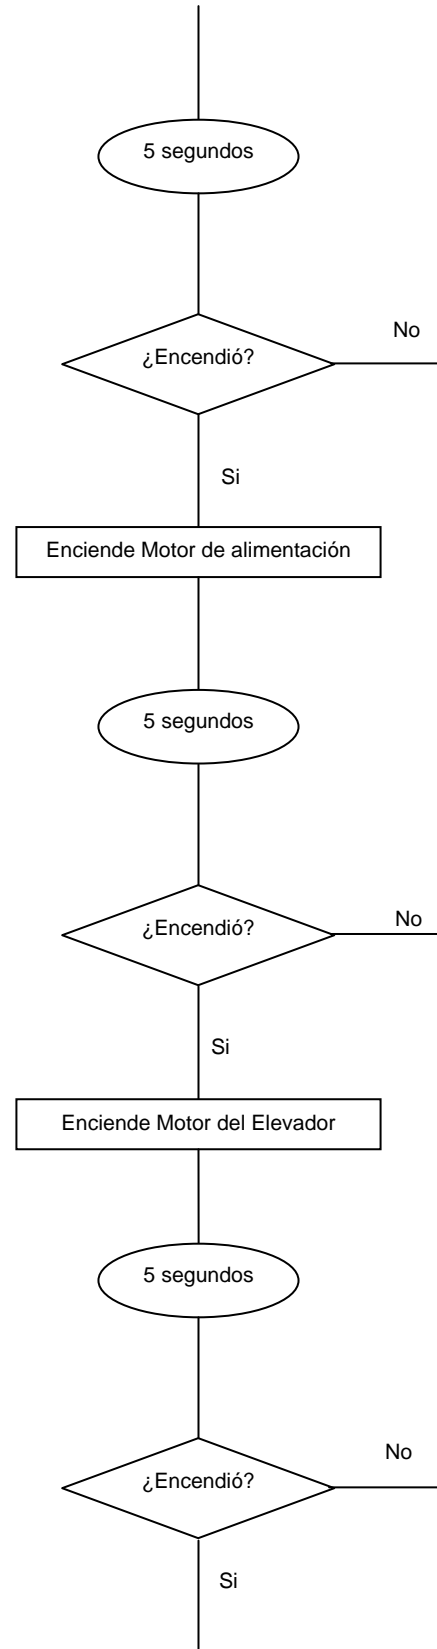 5 segundos
¿Encendió?
No
Si
Enciende Motor de alimentación
5 segundos
¿Encendió?
No
Si
Enciende Motor del Elevador
5 segundos
¿Encendió?
No
Si